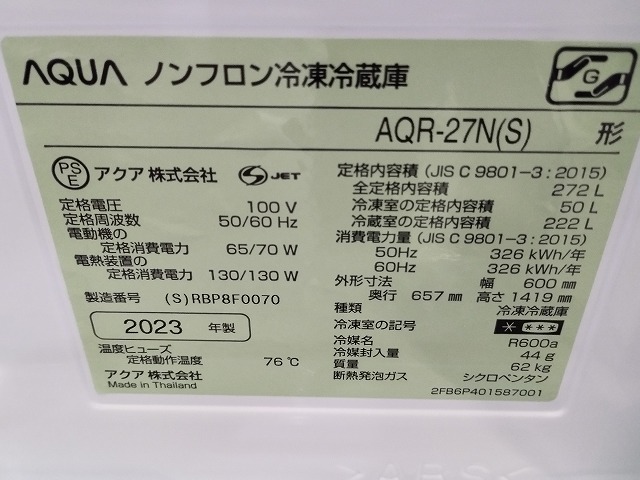 AQUA ノンフロン冷凍冷蔵庫
G
AQR-27N(S) 形
PSE アクア 株式会社 S JET
定格電圧 100 V
定格周波数 50/60 Hz
電動機の
定格消費電力 65/70 W
電熱装置の
定格消費電力 130/130 W
製造番号 (S)RBP8F0070
2023 年製
温度ヒューズ
定格動作温度 76℃
アクア 株式会社
Made in Thailand
定格内容積 (JIS C 9801-3:2015)
全定格内容積 272 L
冷凍室の定格内容積 50 L
冷蔵室の定格内容積 222 L
消費電力量 (JIS C 9801-3:2015)
50Hz 326 kWh/年
60Hz 326 kWh/年
外形寸法 幅 600 mm
奥行 657 mm 高さ 1419 mm
種類 冷凍冷蔵庫
冷凍室の記号 * ***
冷媒名 R600a
冷媒封入量 44 g
質量 62 kg
断熱発泡ガス シクロペンタン
2FB6P401587001